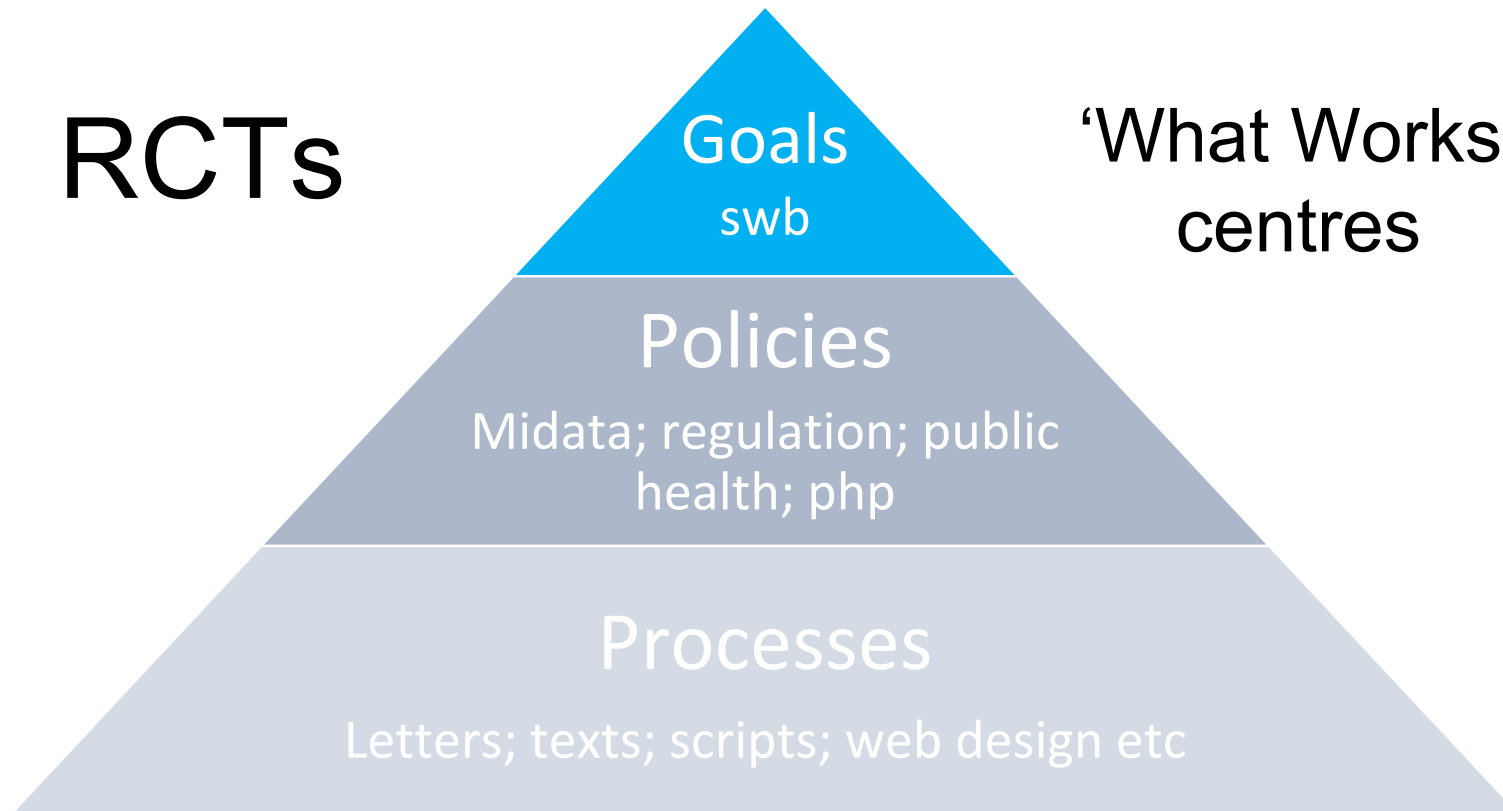 RCTs
‘What Works
centres
Goals
swb
Policies
Midata; regulation; public
health; php
Processes
Letters; texts; scripts; web design etc